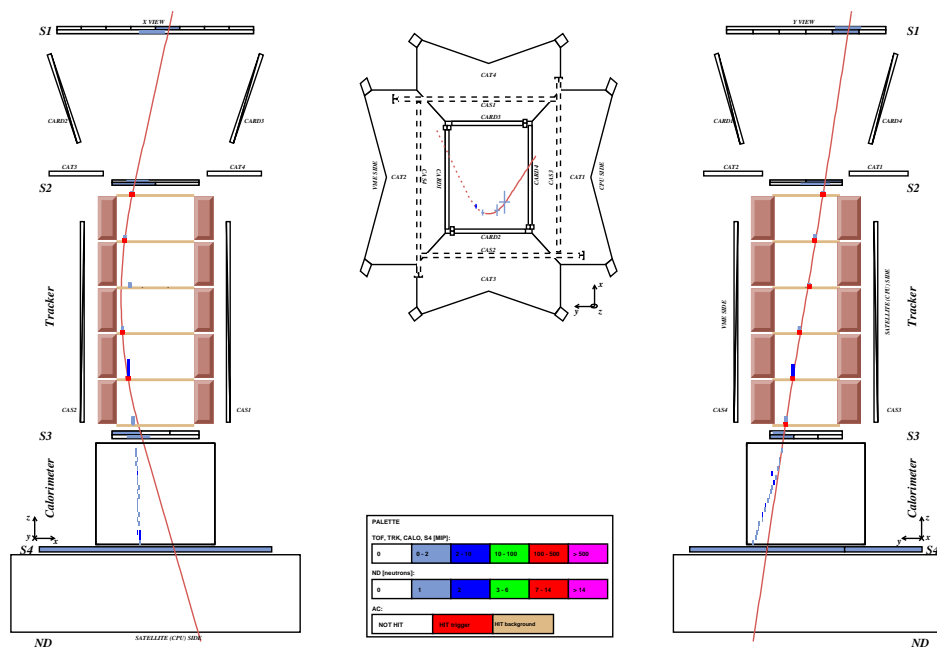 X VIEW
S1
CARD2
CARD3
CAT3
CAT4
S2
Tracker
CAS2
CAS1
S3
Calorimeter
z
y
x
S4
SATELLITE (CPU) SIDE
ND
CAT4
CAS1
CARD3
VME SIDE
CAT2
CAS4
CARD1
CARD4
CAS3
CAT1
CPU SIDE
CARD2
CAS2
CAT3
x
y
z
PALETTE
TOF, TRK, CALO, S4 [MIP]:
0
0 - 2
2 - 10
10 - 100
100 - 500
> 500
ND [neutrons]:
0
1
2
3 - 6
7 - 14
> 14
AC:
NOT HIT
HIT trigger
HIT background
Y VIEW
S1
CARD1
CARD4
CAT2
CAT1
S2
VME SIDE
SATELLITE (CPU) SIDE
Tracker
CAS4
CAS3
S3
Calorimeter
z
y
x
S4
ND